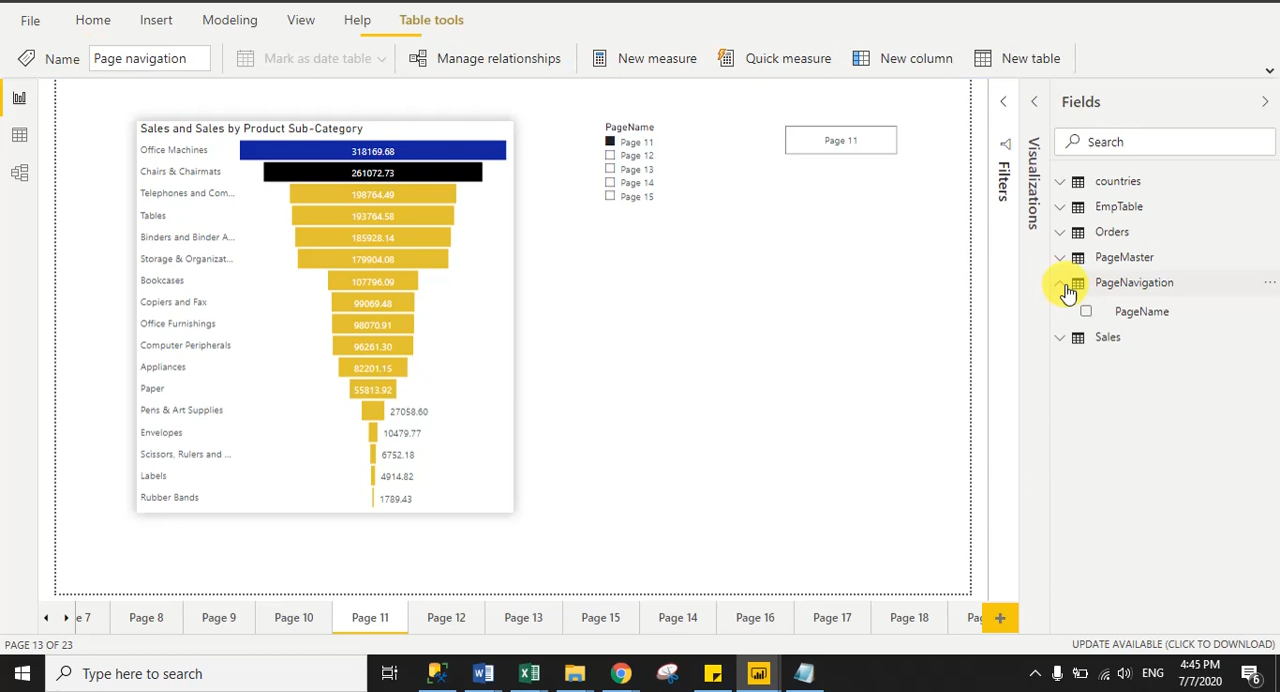 File Home Insert Modeling View Help Table tools
Name Page navigation Mark as date table Manage relationships New measure Quick measure New column New table
Sales and Sales by Product Sub-Category
Office Machines 318169.68
Chairs & Chairmats 261072.73
Telephones and Com... 198764.49
Tables 193764.58
Binders and Binder A... 185928.14
Storage & Organizat... 179904.08
Bookcases 107796.09
Copiers and Fax 99069.48
Office Furnishings 98070.91
Computer Peripherals 96261.30
Appliances 82201.15
Paper 55813.92
Pens & Art Supplies 27058.60
Envelopes 10479.77
Scissors, Rulers and ... 6752.18
Labels 4914.82
Rubber Bands 1789.43
PageName
Page 11
Page 12
Page 13
Page 14
Page 15
Page 11
Filters
Visualizations
Fields
Search
countries
EmpTable
Orders
PageMaster
PageNavigation ...
PageName
Sales
e 7 Page 8 Page 9 Page10 Page 11 Page 12 Page 13 Page 15 Page 14 Page 16 Page 17 Page 18 Pa +
PAGE 13 OF 23 UPDATE AVAILABLE (CLICK TO DOWNLOAD)
Type here to search ENG 4:45 PM
7/7/2020 6